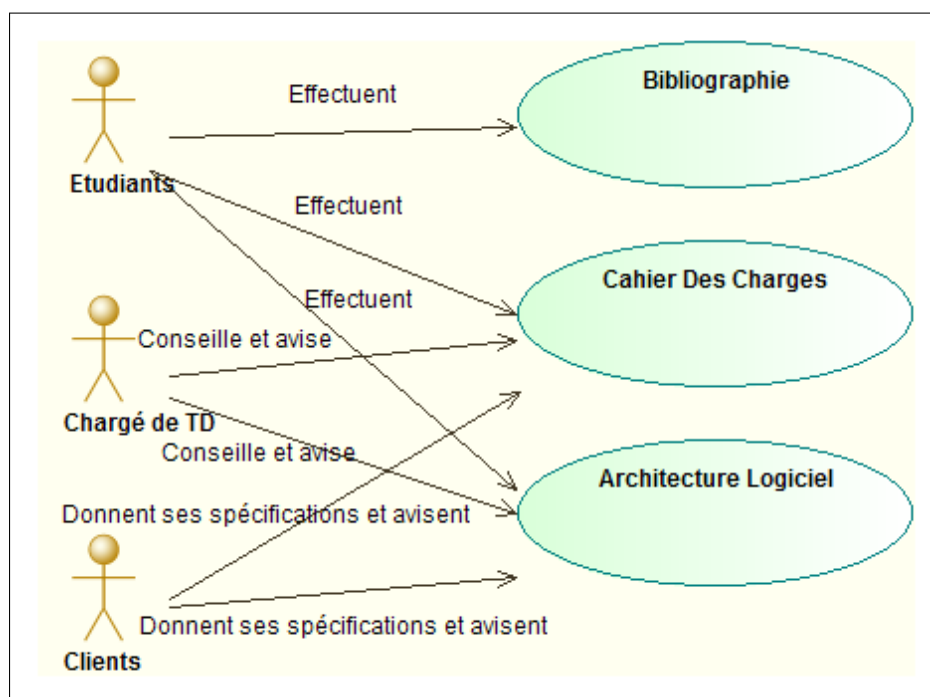 Bibliographie
Effectuent
Etudiants
Effectuent
Cahier Des Charges
Effectuent
Conseille et avise
Chargé de TD
Conseille et avise
Architecture Logiciel
Donnent ses spécifications et avisent
Donnent ses spécifications et avisent
Clients